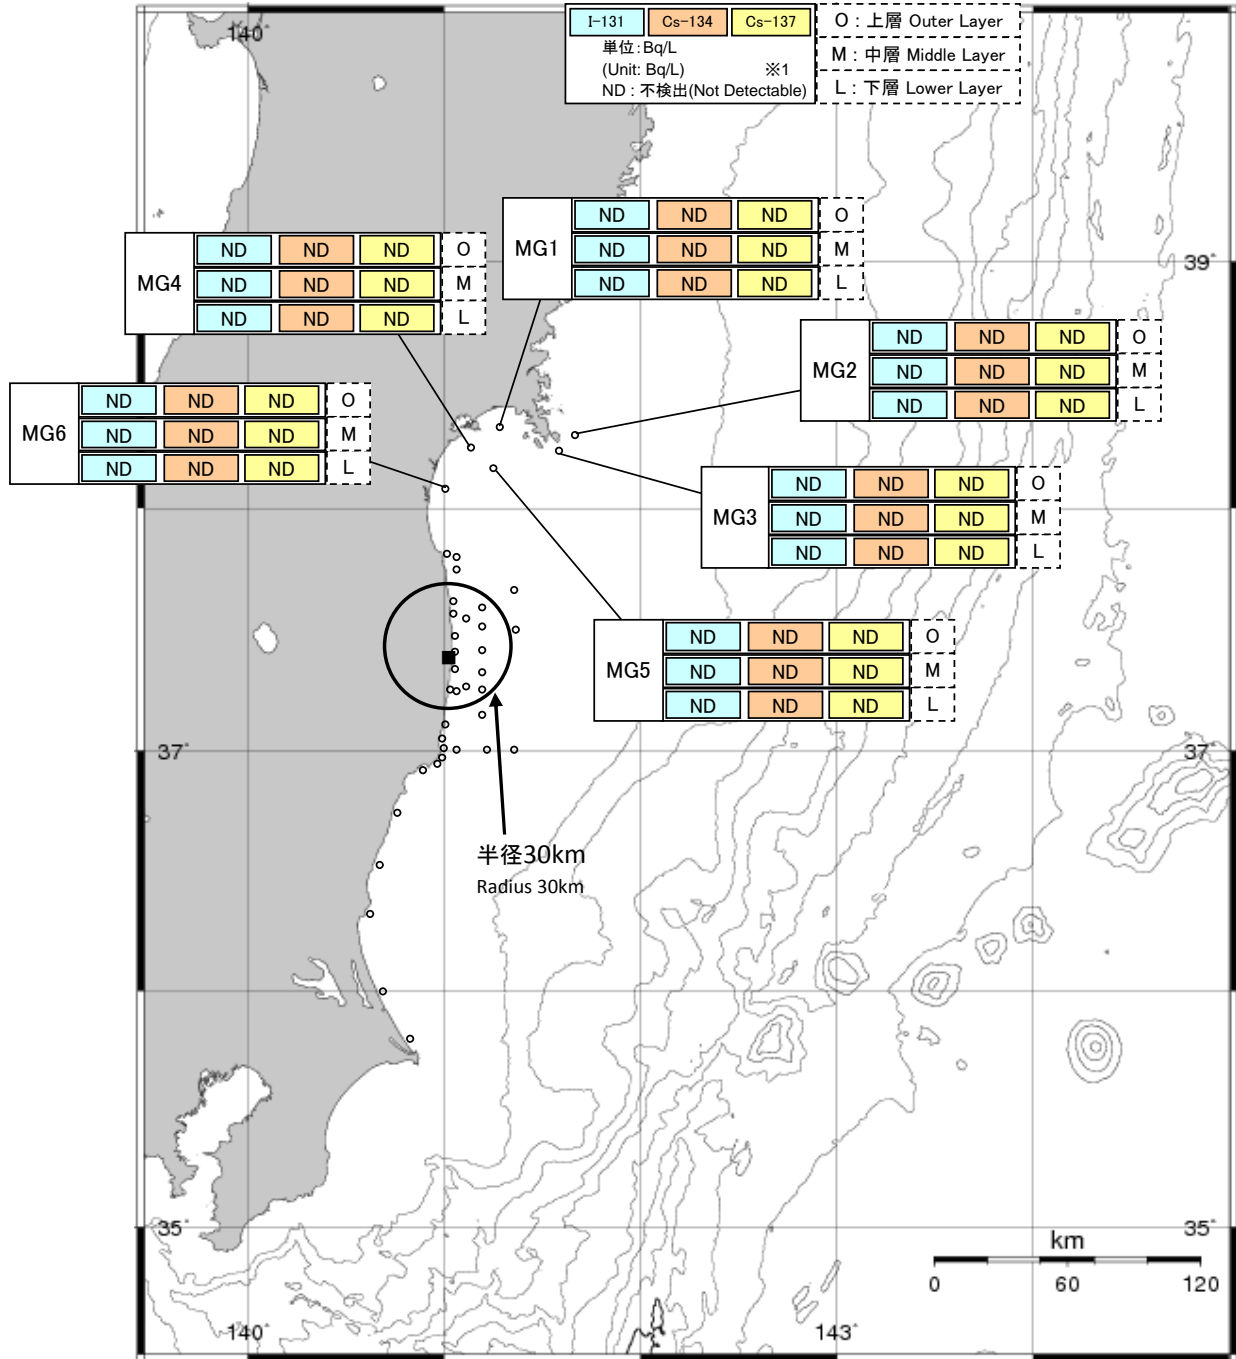 140°
I-131 Cs-134 Cs-137
単位:Bq/L
(Unit: Bq/L) ※1
ND : 不検出(Not Detectable)
O : 上層 Outer Layer
M : 中層 Middle Layer
L : 下層 Lower Layer
MG1
ND ND ND O
ND ND ND M
ND ND ND L
MG4
ND ND ND O
ND ND ND M
ND ND ND L
39°
MG2
ND ND ND O
ND ND ND M
ND ND ND L
MG6
ND ND ND O
ND ND ND M
ND ND ND L
MG3
ND ND ND O
ND ND ND M
ND ND ND L
MG5
ND ND ND O
ND ND ND M
ND ND ND L
37°
37°
半径30km
Radius 30km
35°
35°
km
0 60 120
140°
143°